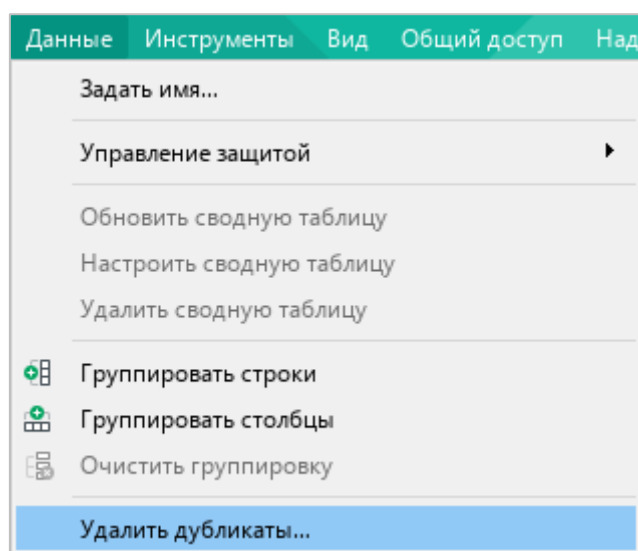 Данные Инструменты Вид Общий доступ Над
Задать имя...
Управление защитой
Обновить сводную таблицу
Настроить сводную таблицу
Удалить сводную таблицу
Группировать строки
Группировать столбцы
Очистить группировку
Удалить дубликаты...